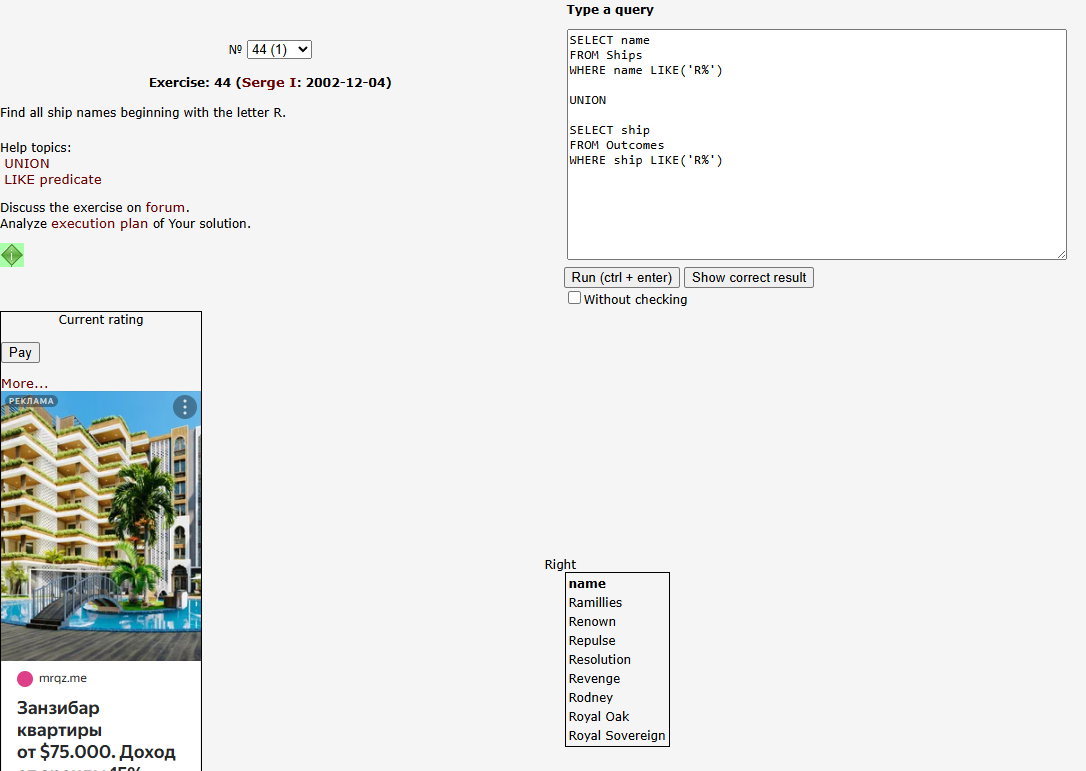 № 44 (1)
Exercise: 44 (Serge I: 2002-12-04)
Find all ship names beginning with the letter R.
Help topics:
UNION
LIKE predicate
Discuss the exercise on forum.
Analyze execution plan of Your solution.
Current rating
Pay
More...
РЕКЛАМА
mrqz.me
Занзибар
квартиры
от $75.000. Доход
Type a query
SELECT name
FROM Ships
WHERE name LIKE('R%')
UNION
SELECT ship
FROM Outcomes
WHERE ship LIKE('R%')
Run (ctrl + enter) Show correct result
Without checking
Right
name
Ramillies
Renown
Repulse
Resolution
Revenge
Rodney
Royal Oak
Royal Sovereign